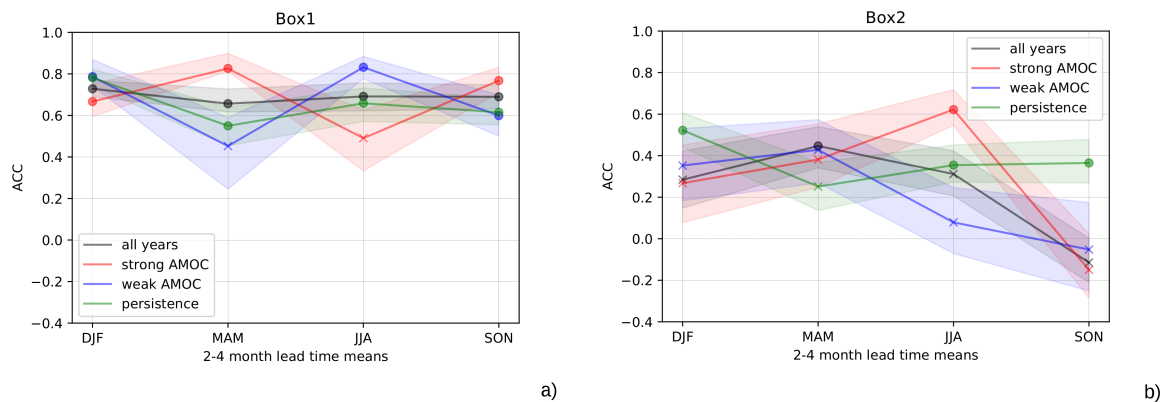 Box1
1.0
0.8
0.6
0.4
0.2
0.0
−0.2
−0.4
ACC
all years
strong AMOC
weak AMOC
persistence
DJF MAM JJA SON
2-4 month lead time means
a)
Box2
1.0
0.8
0.6
0.4
0.2
0.0
−0.2
−0.4
ACC
all years
strong AMOC
weak AMOC
persistence
DJF MAM JJA SON
2-4 month lead time means
b)